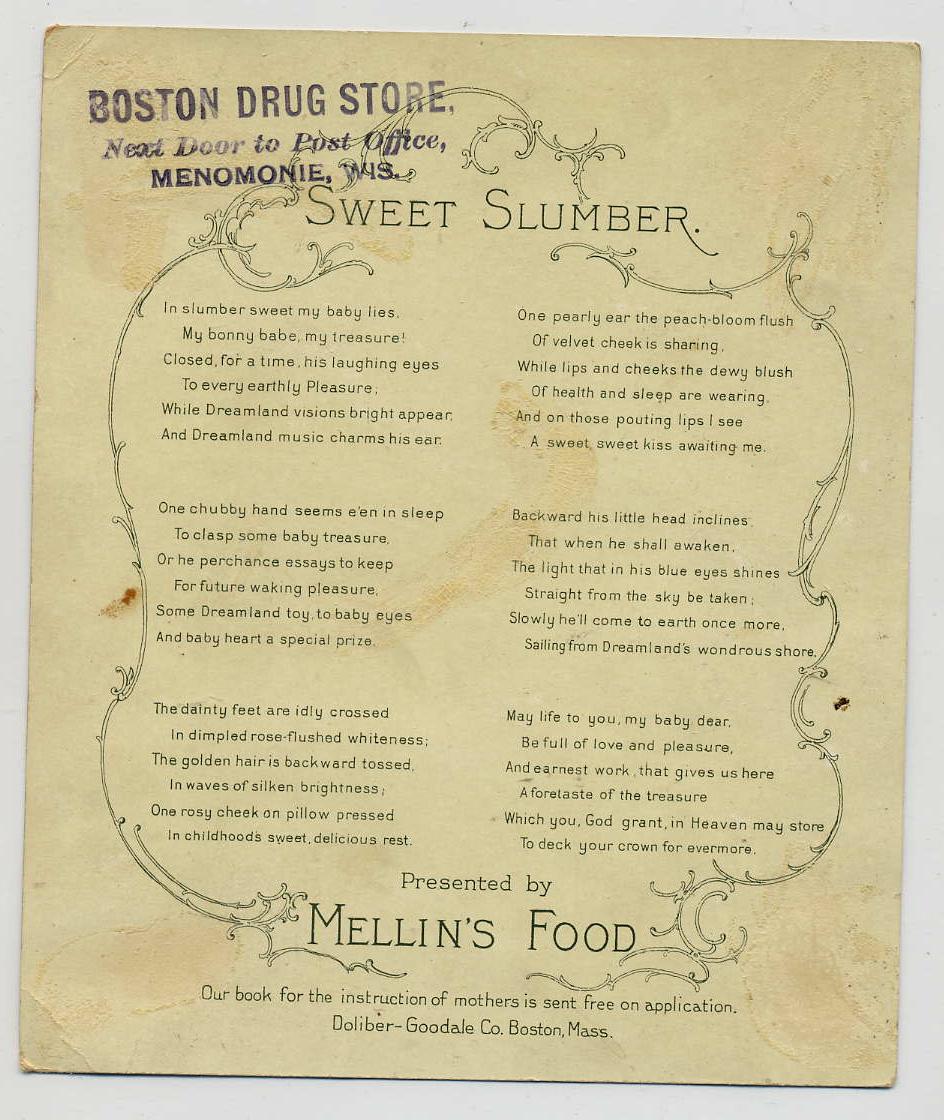 BOSTON DRUG STORE,
Next Door to Post Office,
MENOMONIE, WIS.
SWEET SLUMBER.
In slumber sweet my baby lies,
My bonny babe, my treasure!
Closed, for a time, his laughing eyes
To every earthly Pleasure;
While Dreamland visions bright appear,
And Dreamland music charms his ear.
One chubby hand seems e'en in sleep
To clasp some baby treasure,
Or he perchance essays to keep
For future waking pleasure,
Some Dreamland toy, to baby eyes
And baby heart a special prize.
The dainty feet are idly crossed
In dimpled rose-flushed whiteness;
The golden hair is backward tossed,
In waves of silken brightness;
One rosy cheek on pillow pressed
In childhood's sweet, delicious rest.
One pearly ear the peach-bloom flush
Of velvet cheek is sharing,
While lips and cheeks the dewy blush
Of health and sleep are wearing,
And on those pouting lips I see
A sweet, sweet kiss awaiting me.
Backward his little head inclines,
That when he shall awaken,
The light that in his blue eyes shines
Straight from the sky be taken;
Slowly he'll come to earth once more,
Sailing from Dreamland's wondrous shore,
May life to you, my baby dear,
Be full of love and pleasure,
And earnest work, that gives us here
A foretaste of the treasure
Which you, God grant, in Heaven may store
To deck your crown for evermore.
Presented by
MELLIN'S FOOD
Our book for the instruction of mothers is sent free on application.
Doliber-Goodale Co. Boston, Mass.